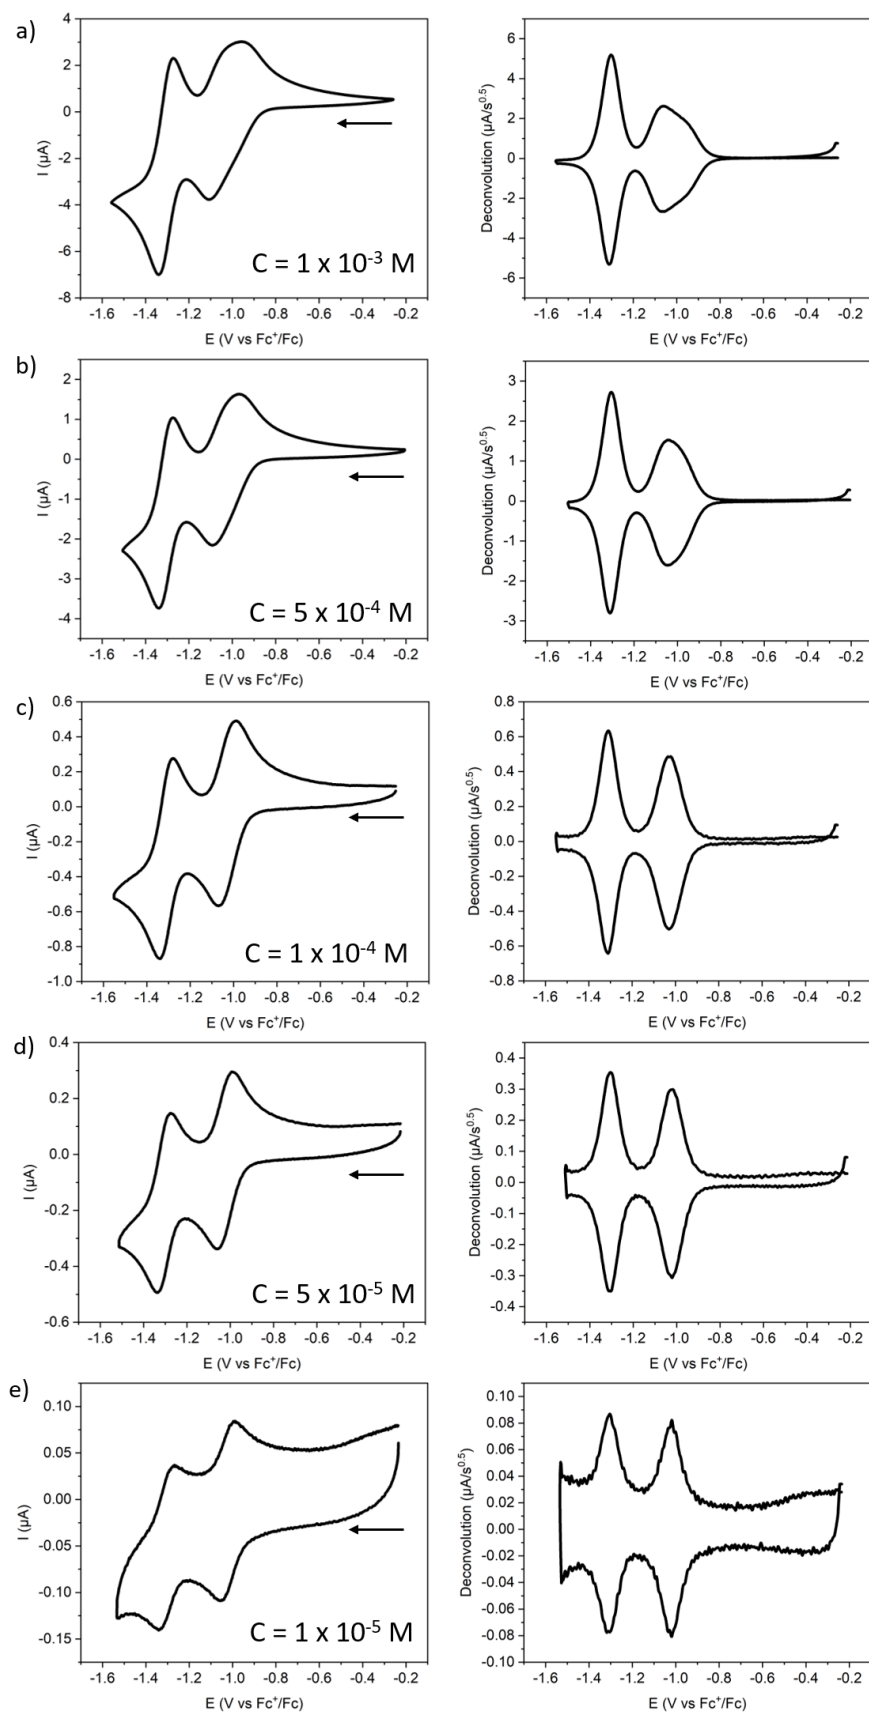 a)
4
2
0
-2
-4
-6
-8
I (µA)
-1.6 -1.4 -1.2 -1.0 -0.8 -0.6 -0.4 -0.2
E (V vs Fc⁺/Fc)
C = 1 x 10⁻³ M
6
4
2
0
-2
-4
-6
Deconvolution (µA/s⁰·⁵)
-1.6 -1.4 -1.2 -1.0 -0.8 -0.6 -0.4 -0.2
E (V vs Fc⁺/Fc)
b)
2
1
0
-1
-2
-3
-4
I (µA)
-1.6 -1.4 -1.2 -1.0 -0.8 -0.6 -0.4 -0.2
E (V vs Fc⁺/Fc)
C = 5 x 10⁻⁴ M
3
2
1
0
-1
-2
-3
Deconvolution (µA/s⁰·⁵)
-1.6 -1.4 -1.2 -1.0 -0.8 -0.6 -0.4 -0.2
E (V vs Fc⁺/Fc)
c)
0.6
0.4
0.2
0.0
-0.2
-0.4
-0.6
-0.8
-1.0
I (µA)
-1.6 -1.4 -1.2 -1.0 -0.8 -0.6 -0.4 -0.2
E (V vs Fc⁺/Fc)
C = 1 x 10⁻⁴ M
0.8
0.6
0.4
0.2
0.0
-0.2
-0.4
-0.6
-0.8
Deconvolution (µA/s⁰·⁵)
-1.6 -1.4 -1.2 -1.0 -0.8 -0.6 -0.4 -0.2
E (V vs Fc⁺/Fc)
d)
0.4
0.2
0.0
-0.2
-0.4
-0.6
I (µA)
-1.6 -1.4 -1.2 -1.0 -0.8 -0.6 -0.4 -0.2
E (V vs Fc⁺/Fc)
C = 5 x 10⁻⁵ M
0.4
0.3
0.2
0.1
0.0
-0.1
-0.2
-0.3
-0.4
Deconvolution (µA/s⁰·⁵)
-1.6 -1.4 -1.2 -1.0 -0.8 -0.6 -0.4 -0.2
E (V vs Fc⁺/Fc)
e)
0.10
0.05
0.00
-0.05
-0.10
-0.15
I (µA)
-1.6 -1.4 -1.2 -1.0 -0.8 -0.6 -0.4 -0.2
E (V vs Fc⁺/Fc)
C = 1 x 10⁻⁵ M
0.10
0.08
0.06
0.04
0.02
0.00
-0.02
-0.04
-0.06
-0.08
-0.10
Deconvolution (µA/s⁰·⁵)
-1.6 -1.4 -1.2 -1.0 -0.8 -0.6 -0.4 -0.2
E (V vs Fc⁺/Fc)